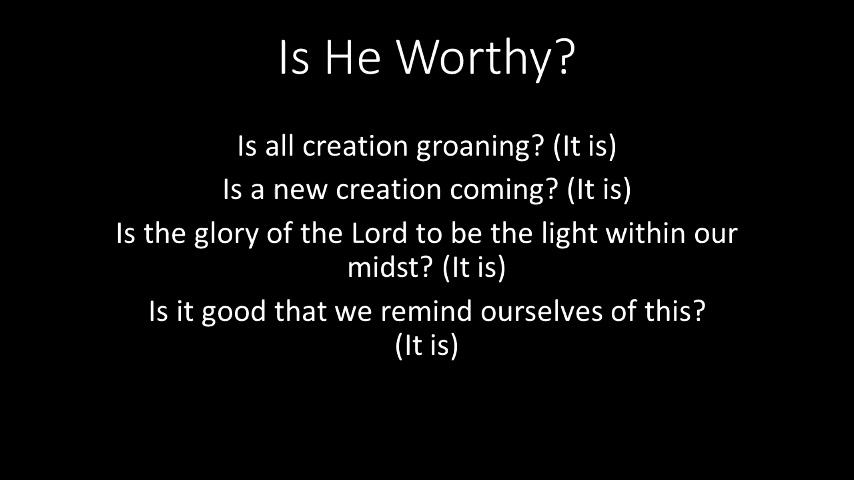 Is He Worthy?
Is all creation groaning? (It is)
Is a new creation coming? (It is)
Is the glory of the Lord to be the light within our
midst? (It is)
Is it good that we remind ourselves of this?
(It is)